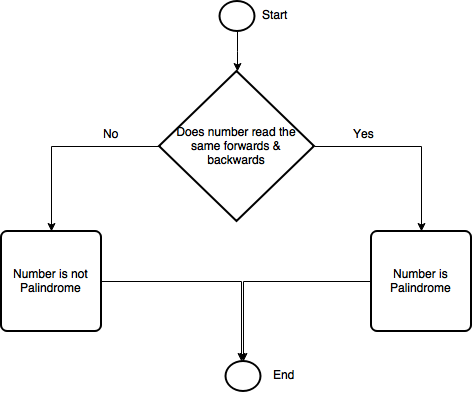 Start
Does number read the
same forwards &
backwards
No
Yes
Number is not
Palindrome
Number is
Palindrome
End